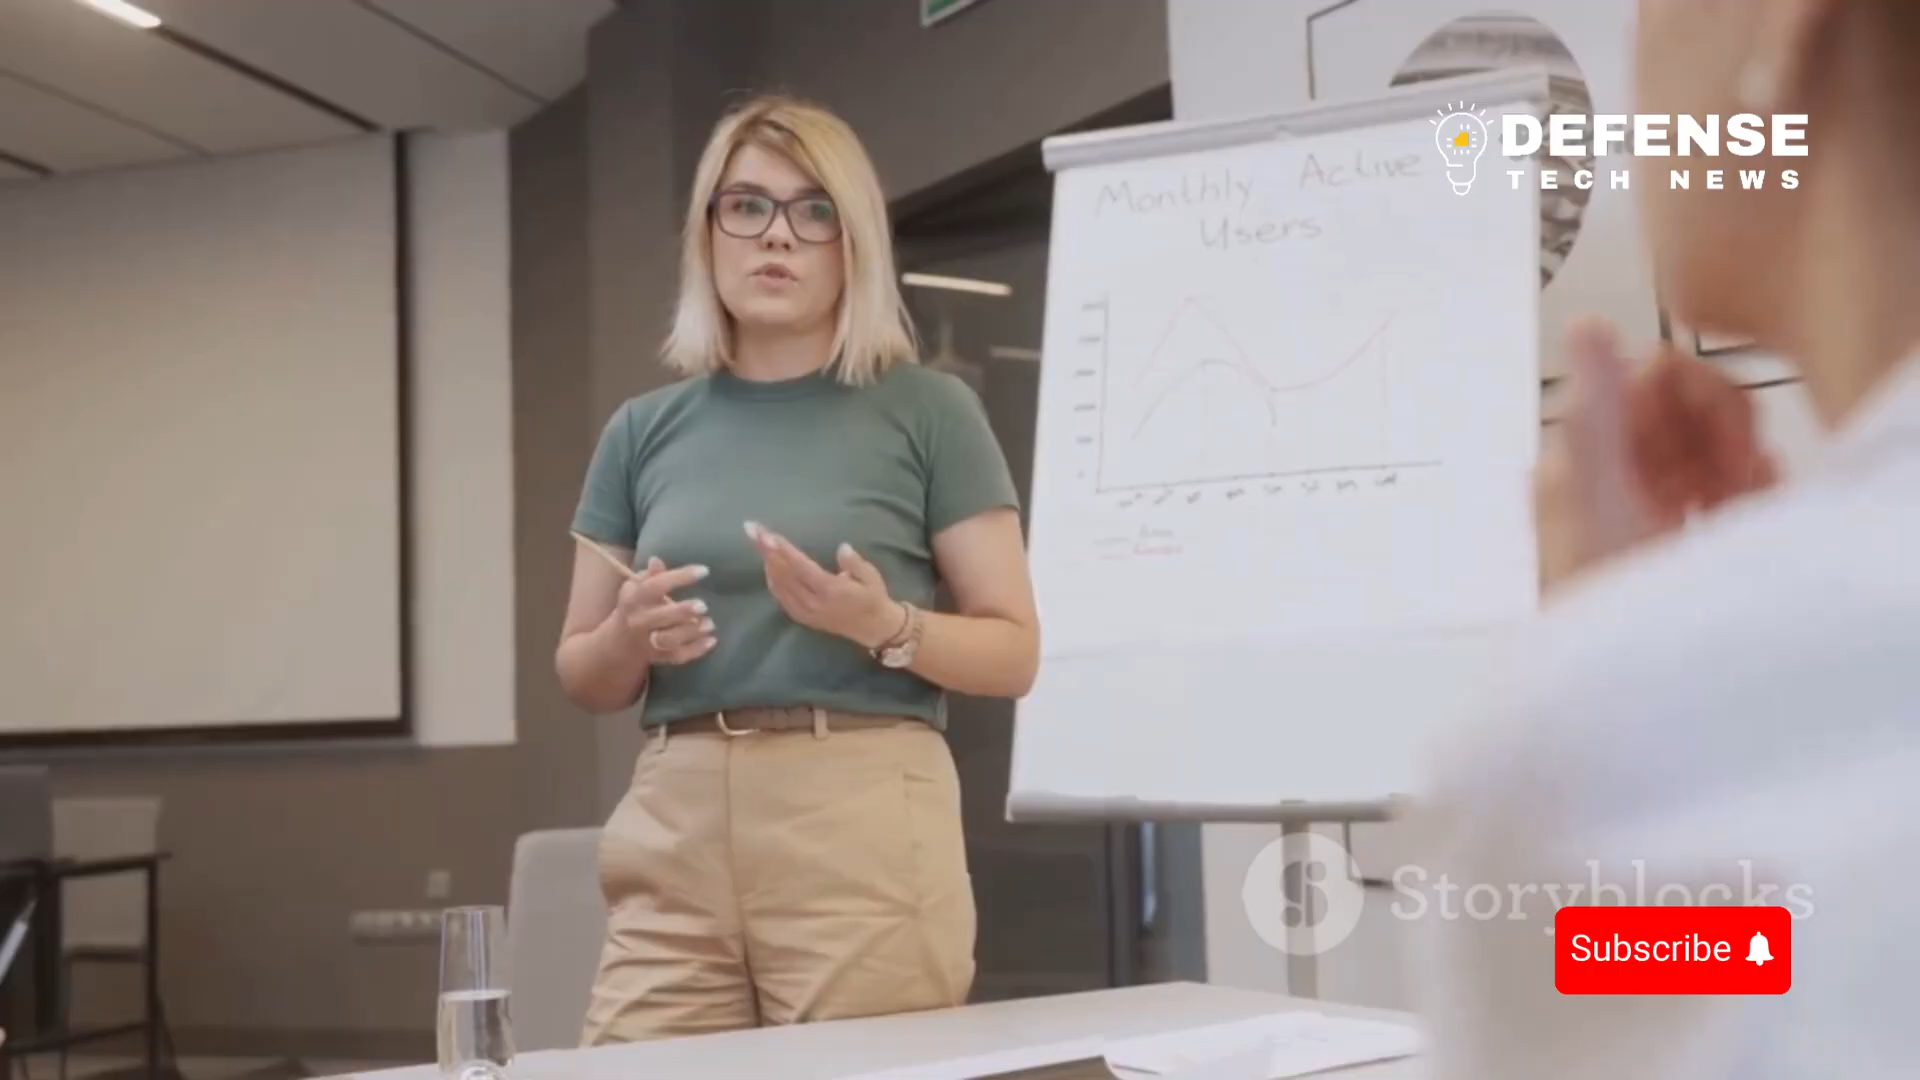 DEFENSE
TECH NEWS
Monthly Active
Users
Storyblocks
Subscribe